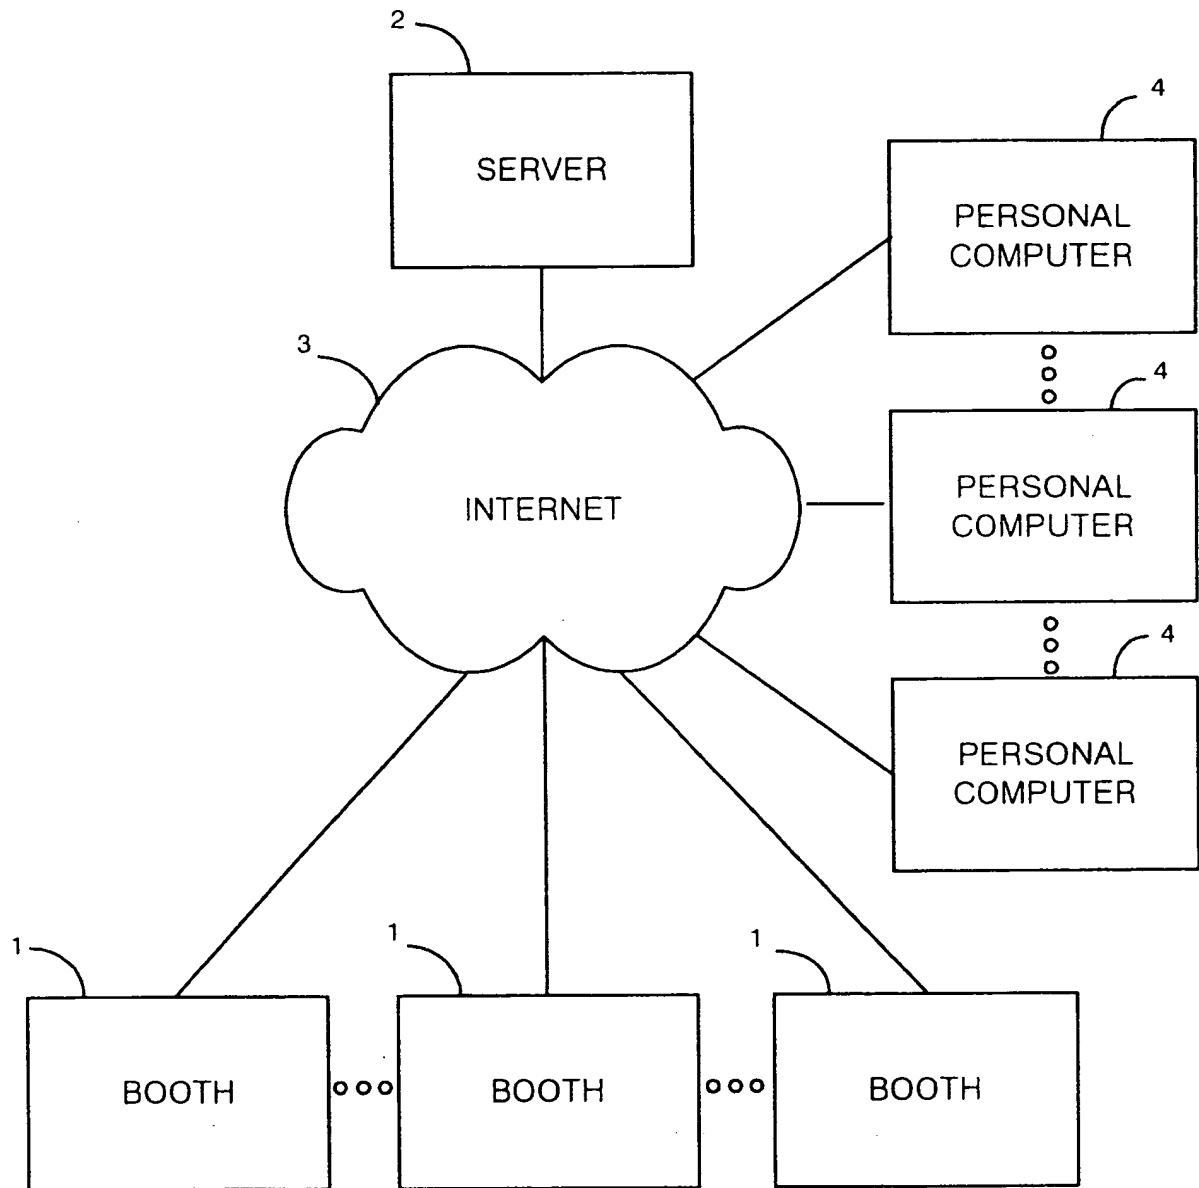 2
SERVER
4
PERSONAL
COMPUTER
3
4
INTERNET
PERSONAL
COMPUTER
4
PERSONAL
COMPUTER
1
1
1
BOOTH
BOOTH
BOOTH